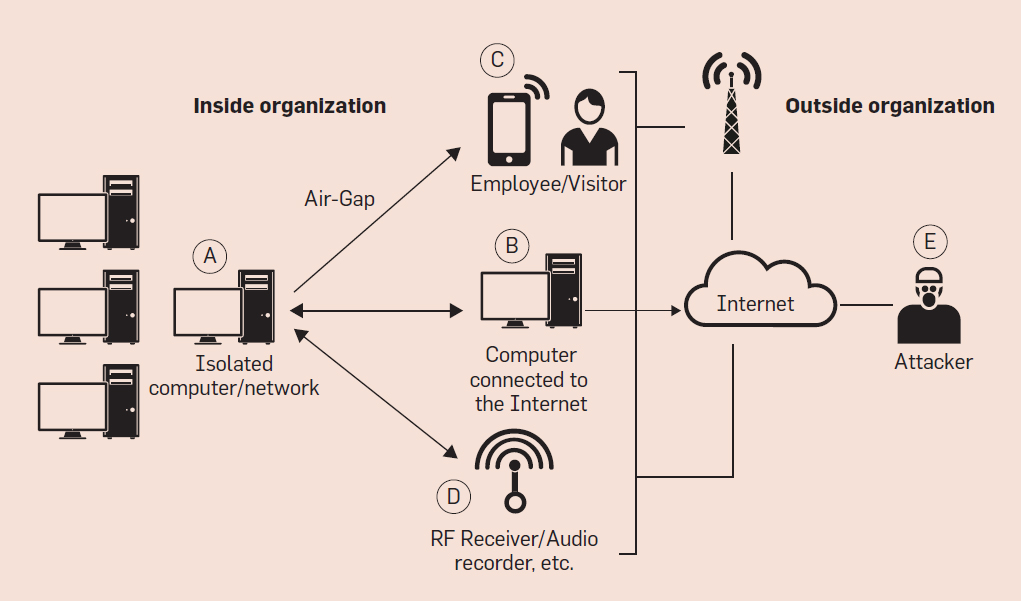 Inside organization
Outside organization
C
Employee/Visitor
Air-Gap
A
Isolated
computer/network
B
Computer
connected to
the Internet
D
RF Receiver/Audio
recorder, etc.
Internet
E
Attacker